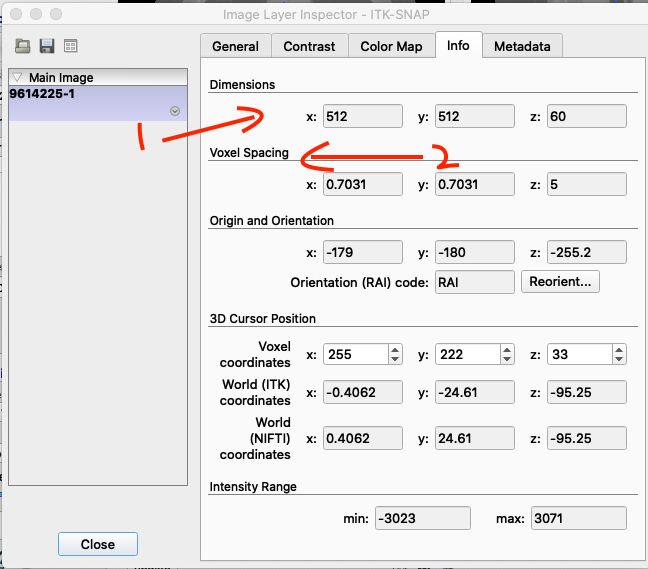 Image Layer Inspector - ITK-SNAP
General Contrast Color Map Info Metadata
Main Image
9614225-1
Dimensions
x: 512 y: 512 z: 60
1
Voxel Spacing
2
x: 0.7031 y: 0.7031 z: 5
Origin and Orientation
x: -179 y: -180 z: -255.2
Orientation (RAI) code: RAI Reorient...
3D Cursor Position
Voxel
coordinates
x: 255 y: 222 z: 33
World (ITK)
coordinates
x: -0.4062 y: -24.61 z: -95.25
World
(NIFTI)
coordinates
x: 0.4062 y: 24.61 z: -95.25
Intensity Range
min: -3023 max: 3071
Close